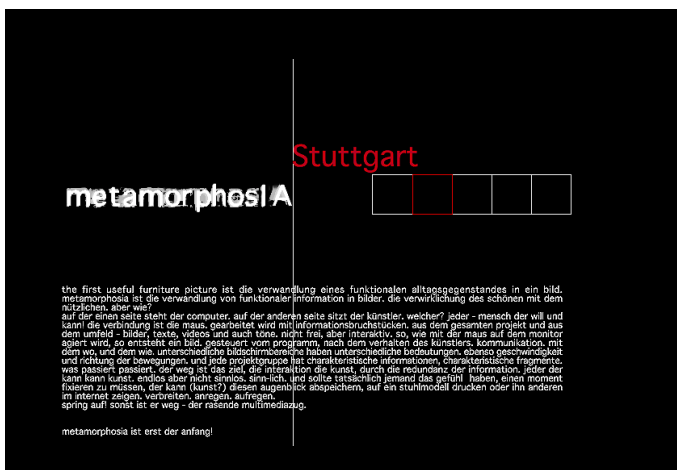 Stuttgart
metamorphosIA
the first useful furniture picture ist die verwandlung eines funktionalen alltagsgegenstandes in ein bild.
metamorphosia ist die verwandlung von funktionaler information in bilder. die verwirklichung des schönen mit dem
nützlichen. aber wie?
auf der einen seite steht der computer. auf der anderen seite sitzt der künstler. welcher? jeder - mensch der will und
kann! die verbindung ist die maus. gearbeitet wird mit informationsbruchstücken. aus dem gesamten projekt und aus
dem umfeld - bilder, texte, videos und auch töne. nicht frei, aber interaktiv. so, wie mit der maus auf dem monitor
agiert wird, so entsteht ein bild. gesteuert vom programm, nach dem verhalten des künstlers. kommunikation. mit
dem wo, und dem wie. unterschiedliche bildschirmbereiche haben unterschiedliche bedeutungen. ebenso geschwindigkeit
und richtung der bewegungen. und jede projektgruppe hat charakteristische informationen, charakteristische fragmente.
was passiert passiert. der weg ist das ziel, die interaktion die kunst, durch die redundanz der information. jeder der
kann kann kunst. endlos aber nicht sinnlos. sinn-lich. und sollte tatsächlich jemand das gefühl haben, einen moment
fixieren zu müssen, der kann (kunst?) diesen augenblick abspeichern, auf ein stuhlmodell drucken oder ihn anderen
im internet zeigen. verbreiten. anregen. aufregen.
spring auf! sonst ist er weg - der rasende multimediazug.
metamorphosia ist erst der anfang!